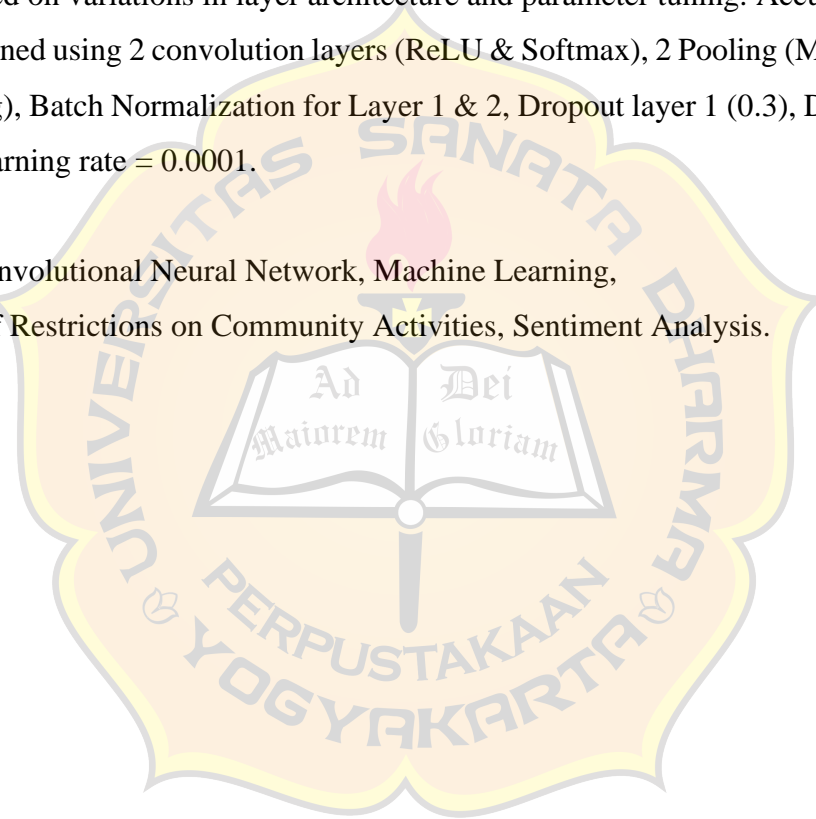 ed on variations in layer architecture and parameter tuning. Accu
ned using 2 convolution layers (ReLU & Softmax), 2 Pooling (M
g), Batch Normalization for Layer 1 & 2, Dropout layer 1 (0.3), D
arning rate = 0.0001.
nvolutional Neural Network, Machine Learning,
f Restrictions on Community Activities, Sentiment Analysis.
UNIVERSITAS SANATA DHARMA
Ad
Maiorem
Dei
Gloriam
PERPUSTAKAAN
YOGYAKARTA